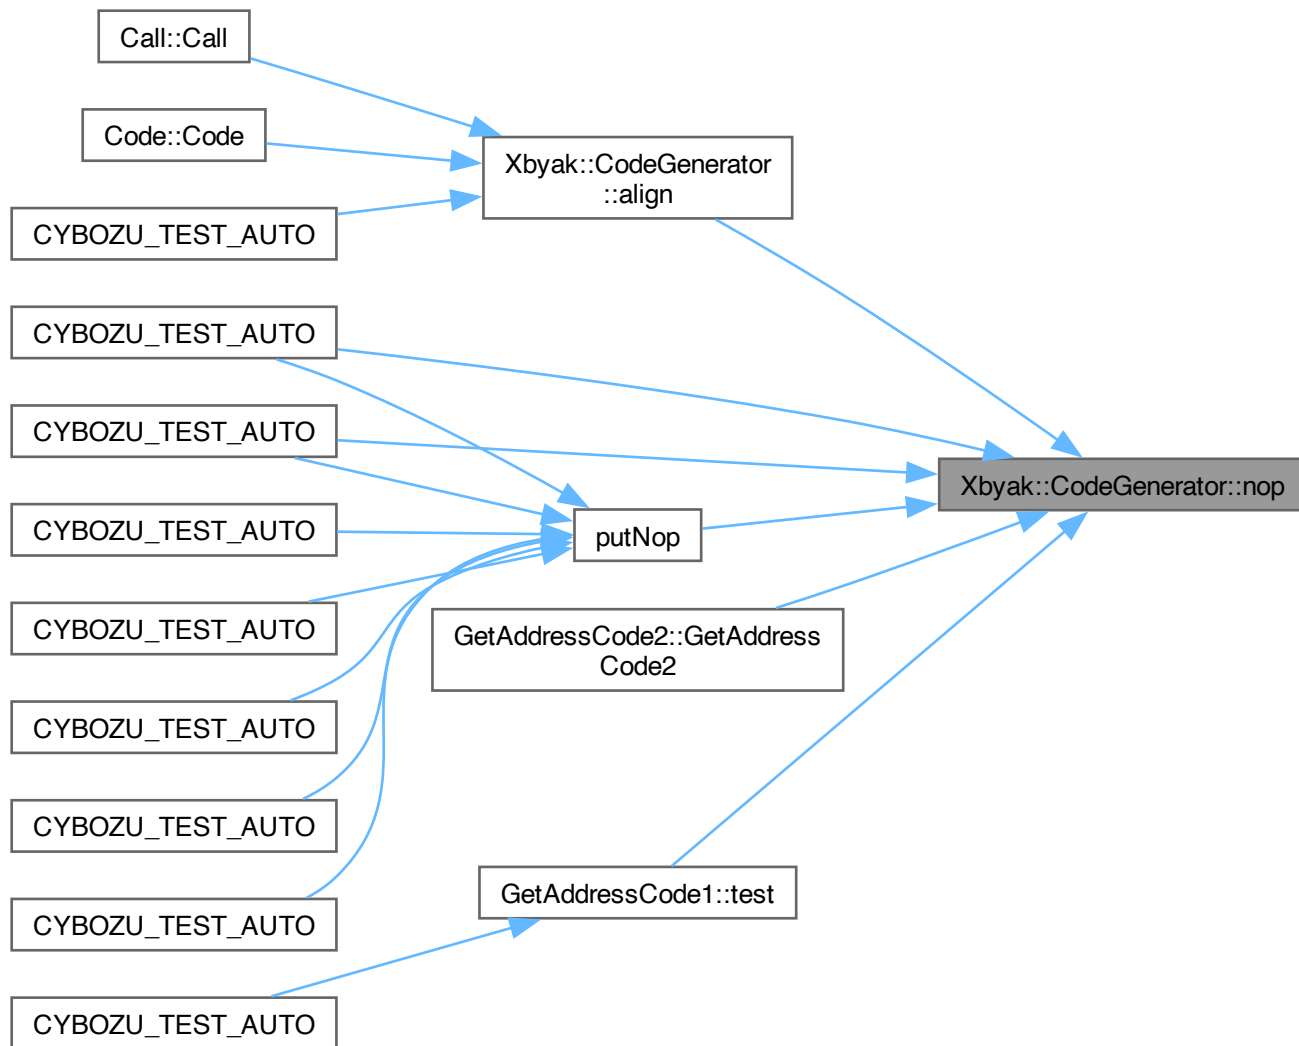 Call::Call
Code::Code
Xbyak::CodeGenerator
::align
CYBOZU_TEST_AUTO
CYBOZU_TEST_AUTO
CYBOZU_TEST_AUTO
Xbyak::CodeGenerator::nop
CYBOZU_TEST_AUTO
putNop
CYBOZU_TEST_AUTO
GetAddressCode2::GetAddress
Code2
CYBOZU_TEST_AUTO
CYBOZU_TEST_AUTO
GetAddressCode1::test
CYBOZU_TEST_AUTO
CYBOZU_TEST_AUTO